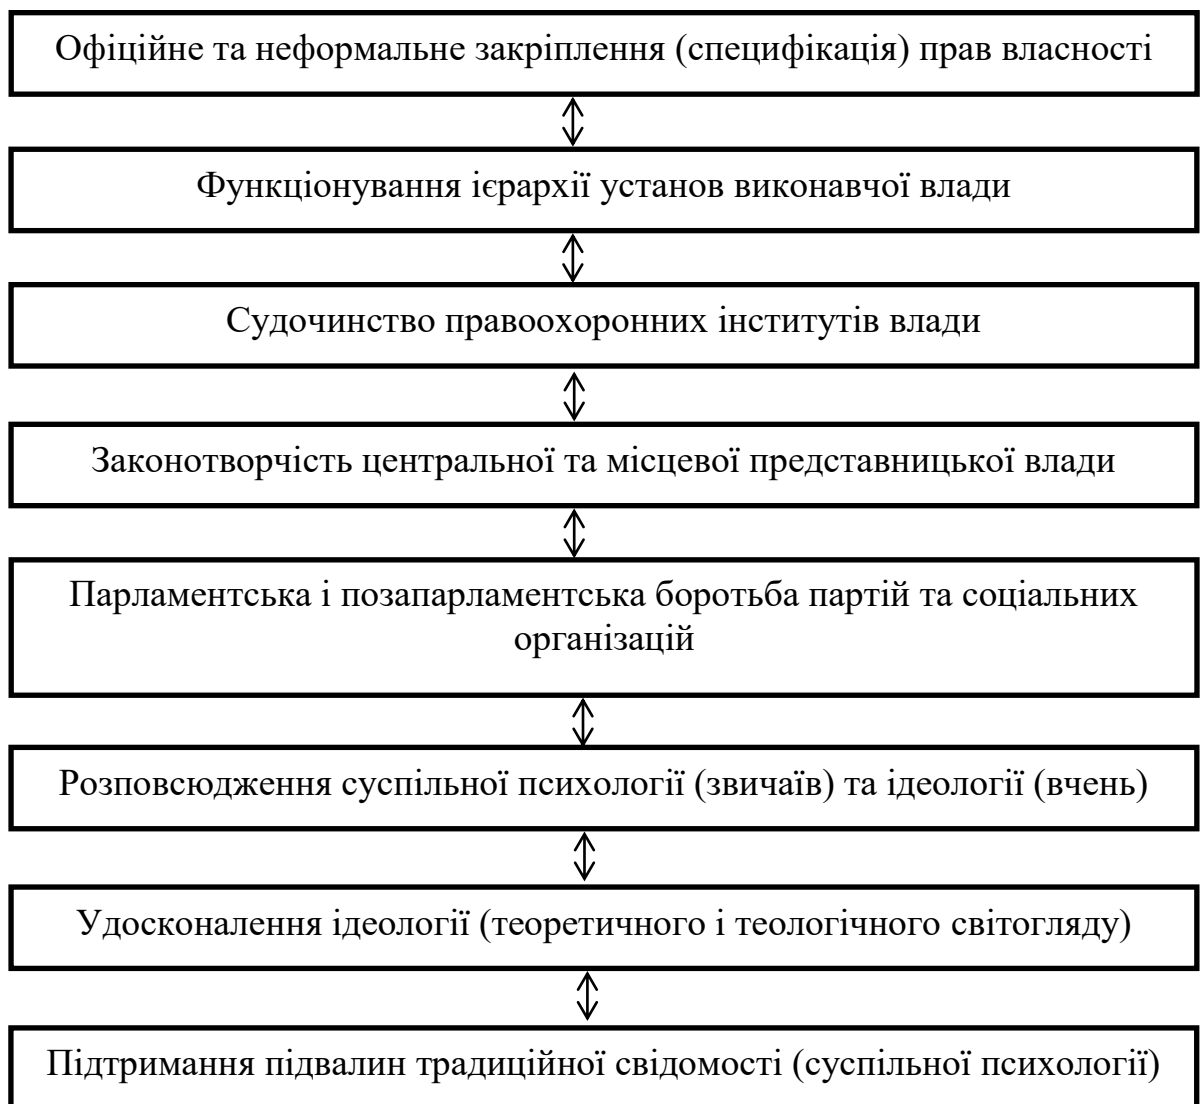 Офіційне та неформальне закріплення (специфікація) прав власності
Функціонування ієрархії установ виконавчої влади
Судочинство правоохоронних інститутів влади
Законотворчість центральної та місцевої представницької влади
Парламентська і позапарламентська боротьба партій та соціальних
організацій
Розповсюдження суспільної психології (звичаїв) та ідеології (вчень)
Удосконалення ідеології (теоретичного і теологічного світогляду)
Підтримання підвалин традиційної свідомості (суспільної психології)